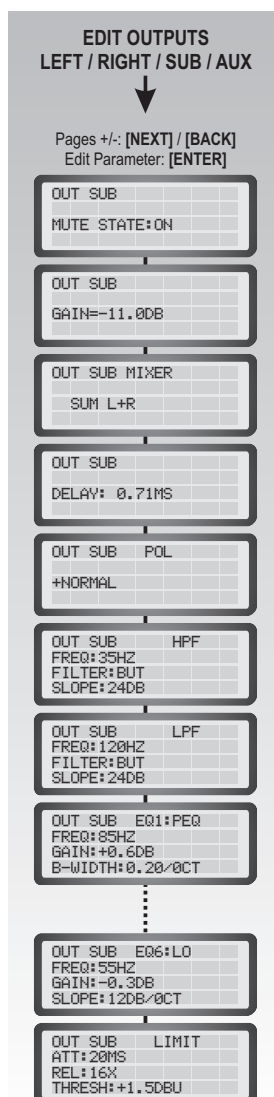 EDIT OUTPUTS
LEFT / RIGHT / SUB / AUX
Pages +/-: [NEXT] / [BACK]
Edit Parameter: [ENTER]
OUT SUB
MUTE STATE:ON
OUT SUB
GAIN=-11.0DB
OUT SUB MIXER
SUM L+R
OUT SUB
DELAY: 0.71MS
OUT SUB POL
+NORMAL
OUT SUB HPF
FREQ:35HZ
FILTER:BUT
SLOPE:24DB
OUT SUB LPF
FREQ:120HZ
FILTER:BUT
SLOPE:24DB
OUT SUB EQ1:PEQ
FREQ:85HZ
GAIN:+0.6DB
B-WIDTH:0.20/OCT
OUT SUB EQ6:LO
FREQ:55HZ
GAIN:-0.3DB
SLOPE:12DB/OCT
OUT SUB LIMIT
ATT:20MS
REL:16X
THRESH:+1.5DBU